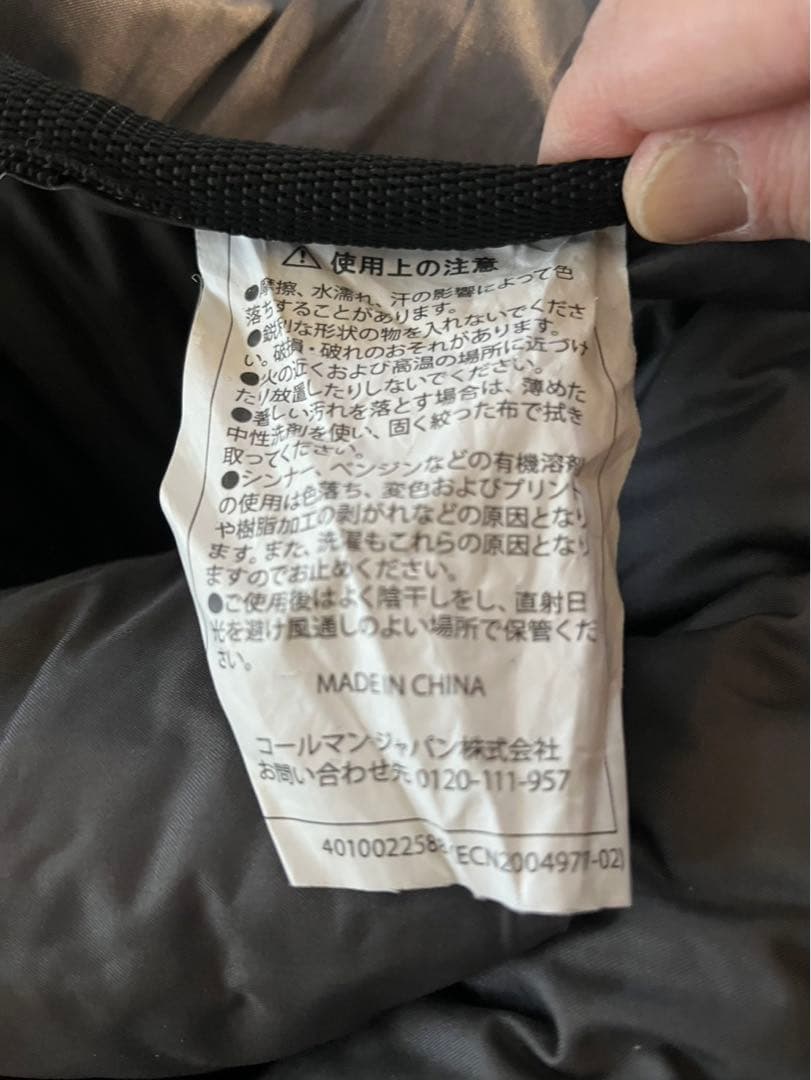 ⚠使用上の注意
●摩擦、水濡れ、汗の影響によって色
落ちすることがあります。
●鋭利な形状の物を入れないでくださ
い。破損・破れのおそれがあります。
●火の近くおよび高温の場所に近づけ
たり放置したりしないでください。
●著しい汚れを落とす場合は、薄めた
中性洗剤を使い、固く絞った布で拭き
取ってください。
●シンナー、ベンジンなどの有機溶剤
の使用は色落ち、変色およびプリント
や樹脂加工の剥がれなどの原因となり
ます。また、洗濯もこれらの原因となり
ますのでお止めください。
●ご使用後はよく陰干しをし、直射日
光を避け風通しのよい場所で保管くだ
さい。
MADE IN CHINA
コールマンジャパン株式会社
お問い合わせ先 0120-111-957